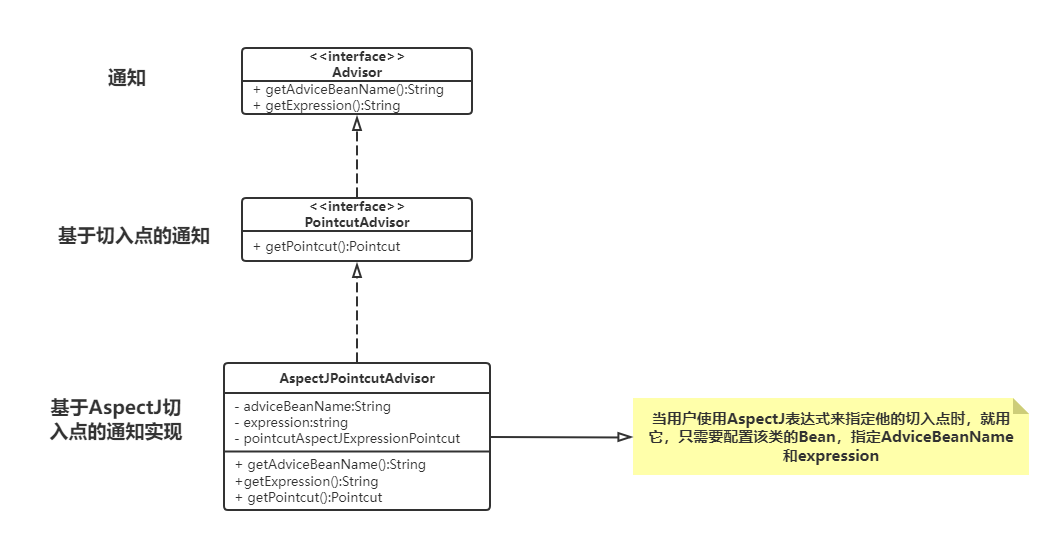 通知
<<interface>>
Advisor
+ getAdviceBeanName():String
+ getExpression():String
基于切入点的通知
<<interface>>
PointcutAdvisor
+ getPointcut():Pointcut
基于AspectJ切
入点的通知实现
AspectJPointcutAdvisor
- adviceBeanName:String
- expression:string
- pointcutAspectJExpressionPointcut
+ getAdviceBeanName():String
+getExpression():String
+ getPointcut():Pointcut
当用户使用AspectJ表达式来指定他的切入点时，就用
它，只需要配置该类的Bean，指定AdviceBeanName
和expression